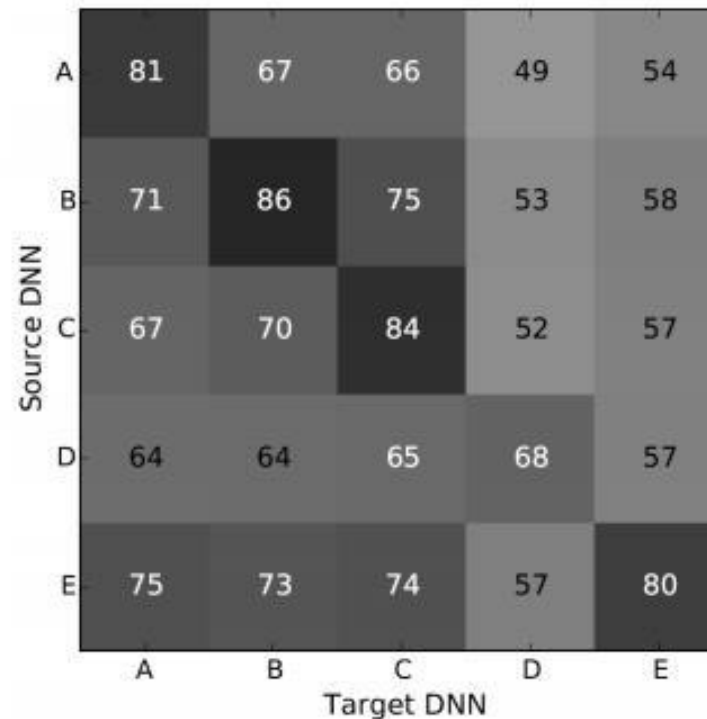 A 81 67 66 49 54
B 71 86 75 53 58
C 67 70 84 52 57
D 64 64 65 68 57
E 75 73 74 57 80
A B C D E
Source DNN
Target DNN